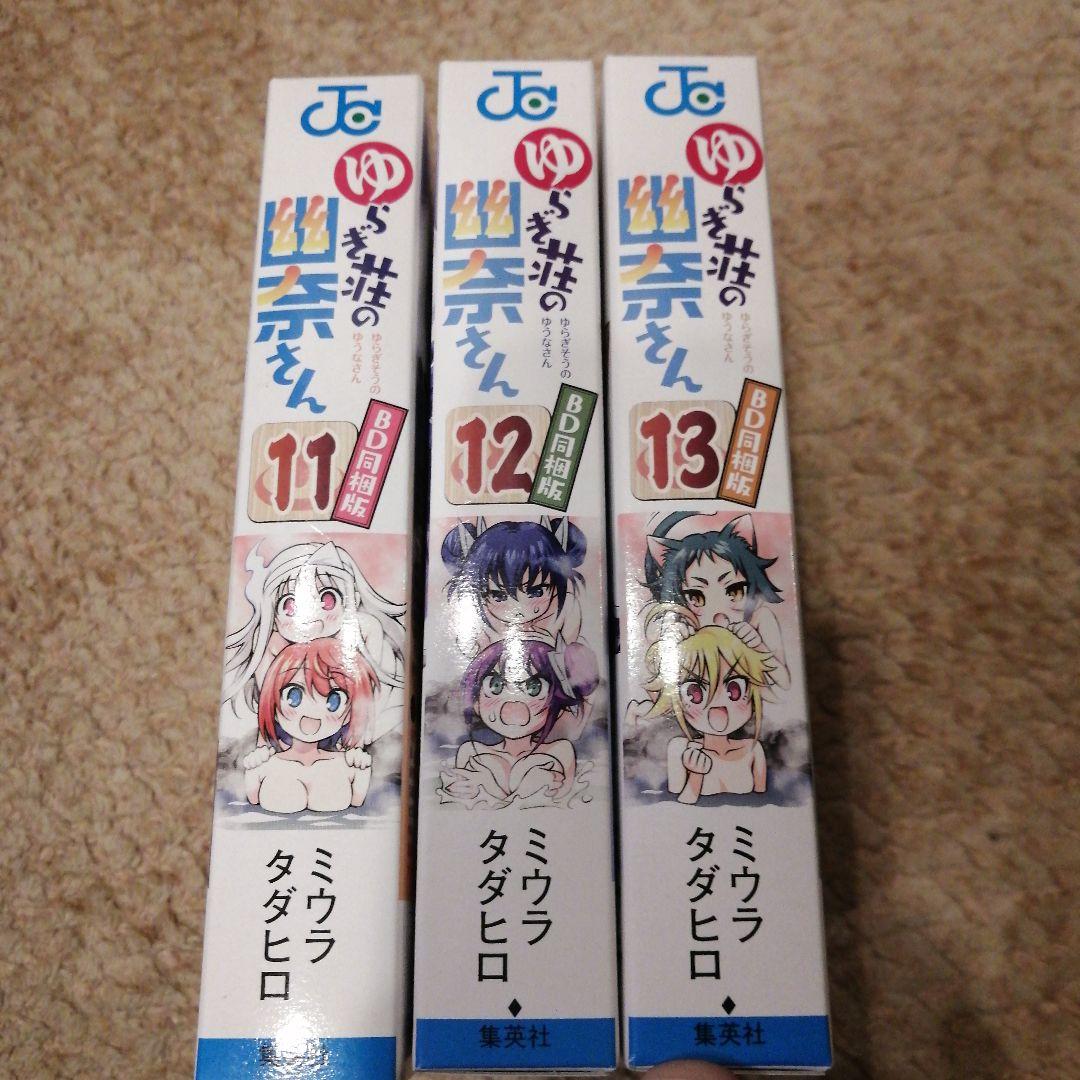 JC
ゆらぎ荘の
幽奈さん
ゆらぎそうの
ゆうなさん
11
BD同梱版
ミウラ
タダヒロ
集英社
JC
ゆらぎ荘の
幽奈さん
ゆらぎそうの
ゆうなさん
12
BD同梱版
ミウラ
タダヒロ
集英社
JC
ゆらぎ荘の
幽奈さん
ゆらぎそうの
ゆうなさん
13
BD同梱版
ミウラ
タダヒロ
集英社